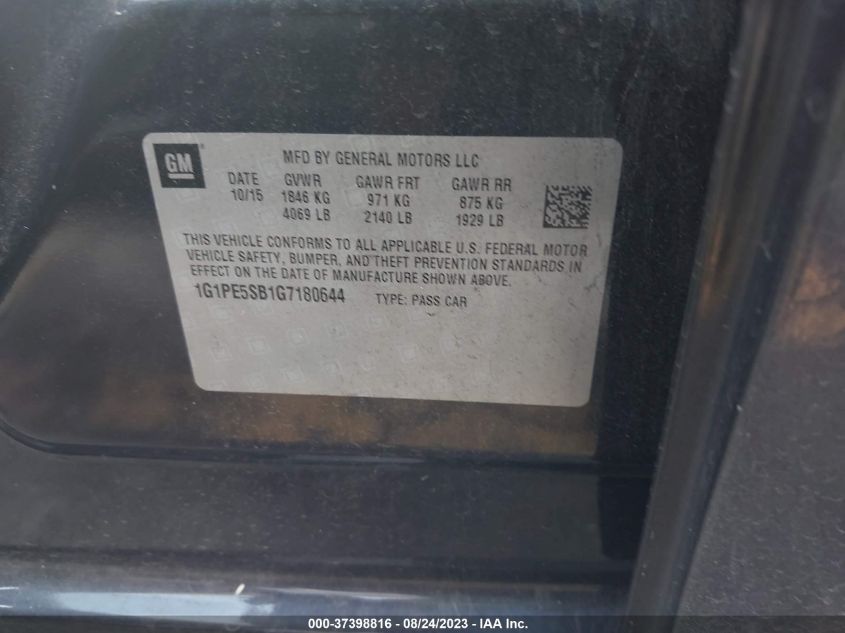 GM
MFD BY GENERAL MOTORS LLC
DATE GVWR GAWR FRT GAWR RR
10/15 1846 KG 971 KG 875 KG
4069 LB 2140 LB 1929 LB
THIS VEHICLE CONFORMS TO ALL APPLICABLE U.S. FEDERAL MOTOR
VEHICLE SAFETY, BUMPER, AND THEFT PREVENTION STANDARDS IN
EFFECT ON THE DATE OF MANUFACTURE SHOWN ABOVE.
1G1PE5SB1G7180644 TYPE: PASS CAR
000-37398816 - 08/24/2023 - IAA Inc.